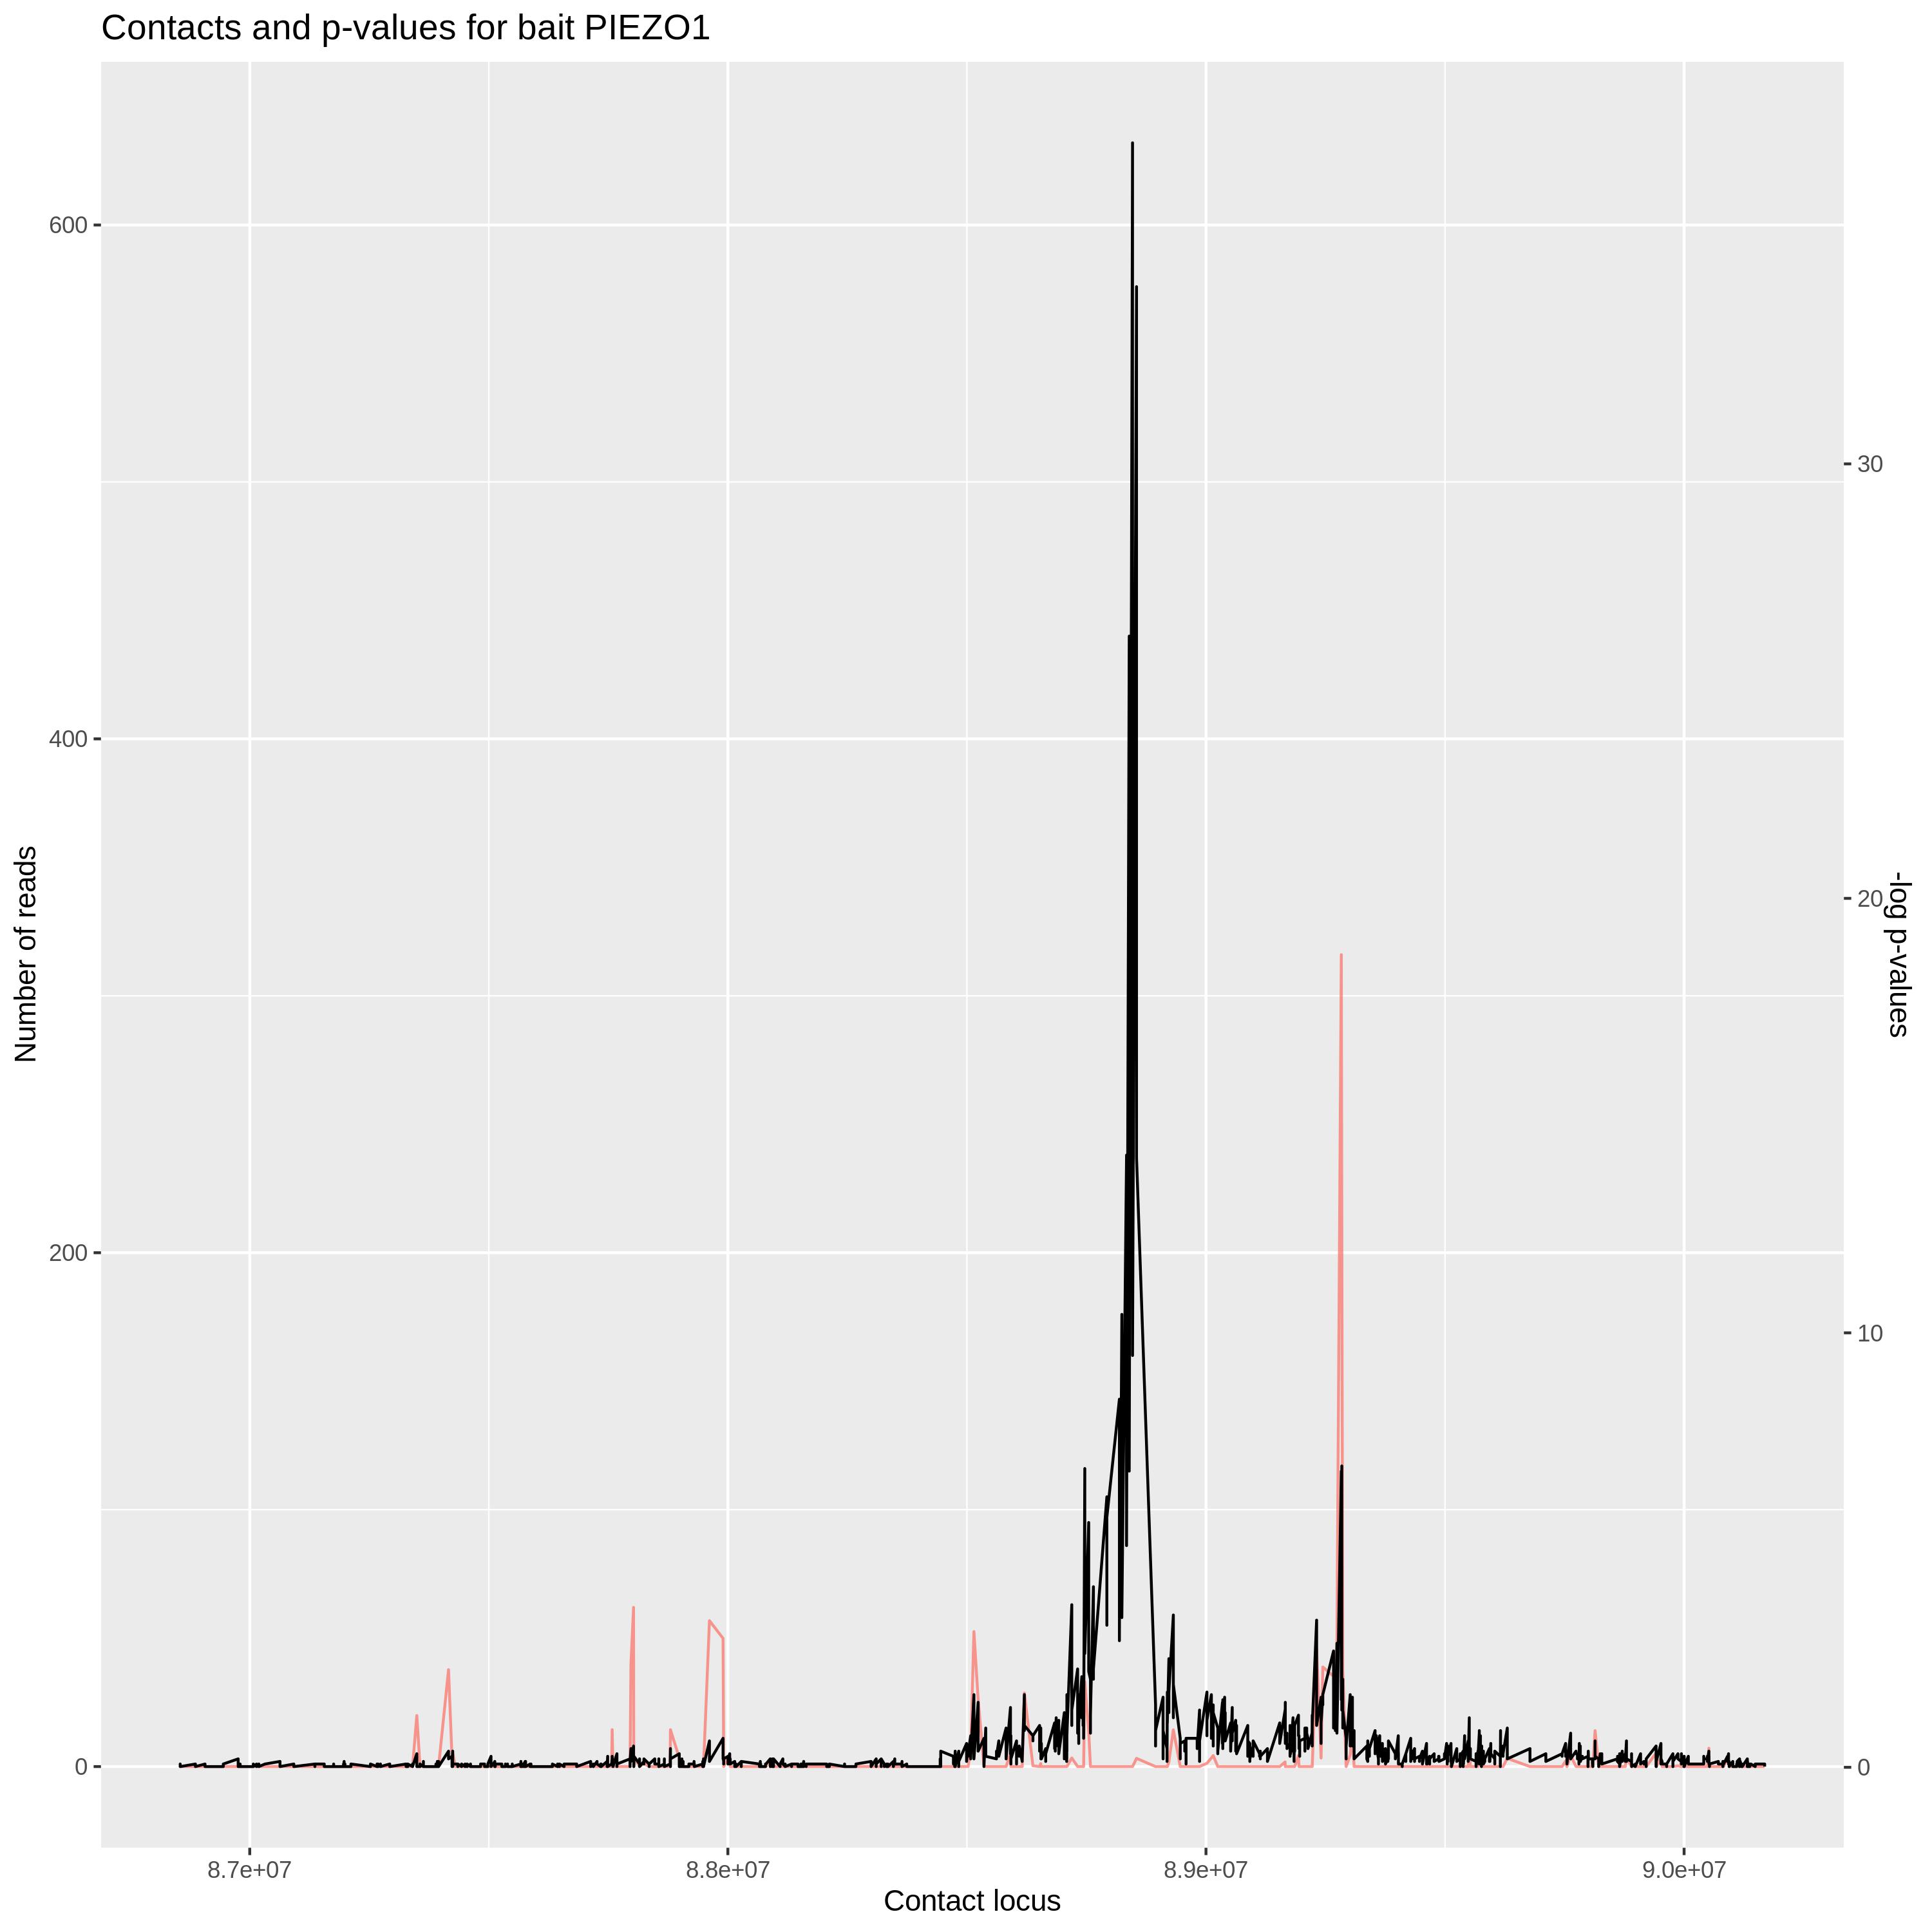 Contacts and p-values for bait PIEZO1
600
400
200
0
Number of reads
30
20
10
0
-log p-values
8.7e+07
8.8e+07
8.9e+07
9.0e+07
Contact locus